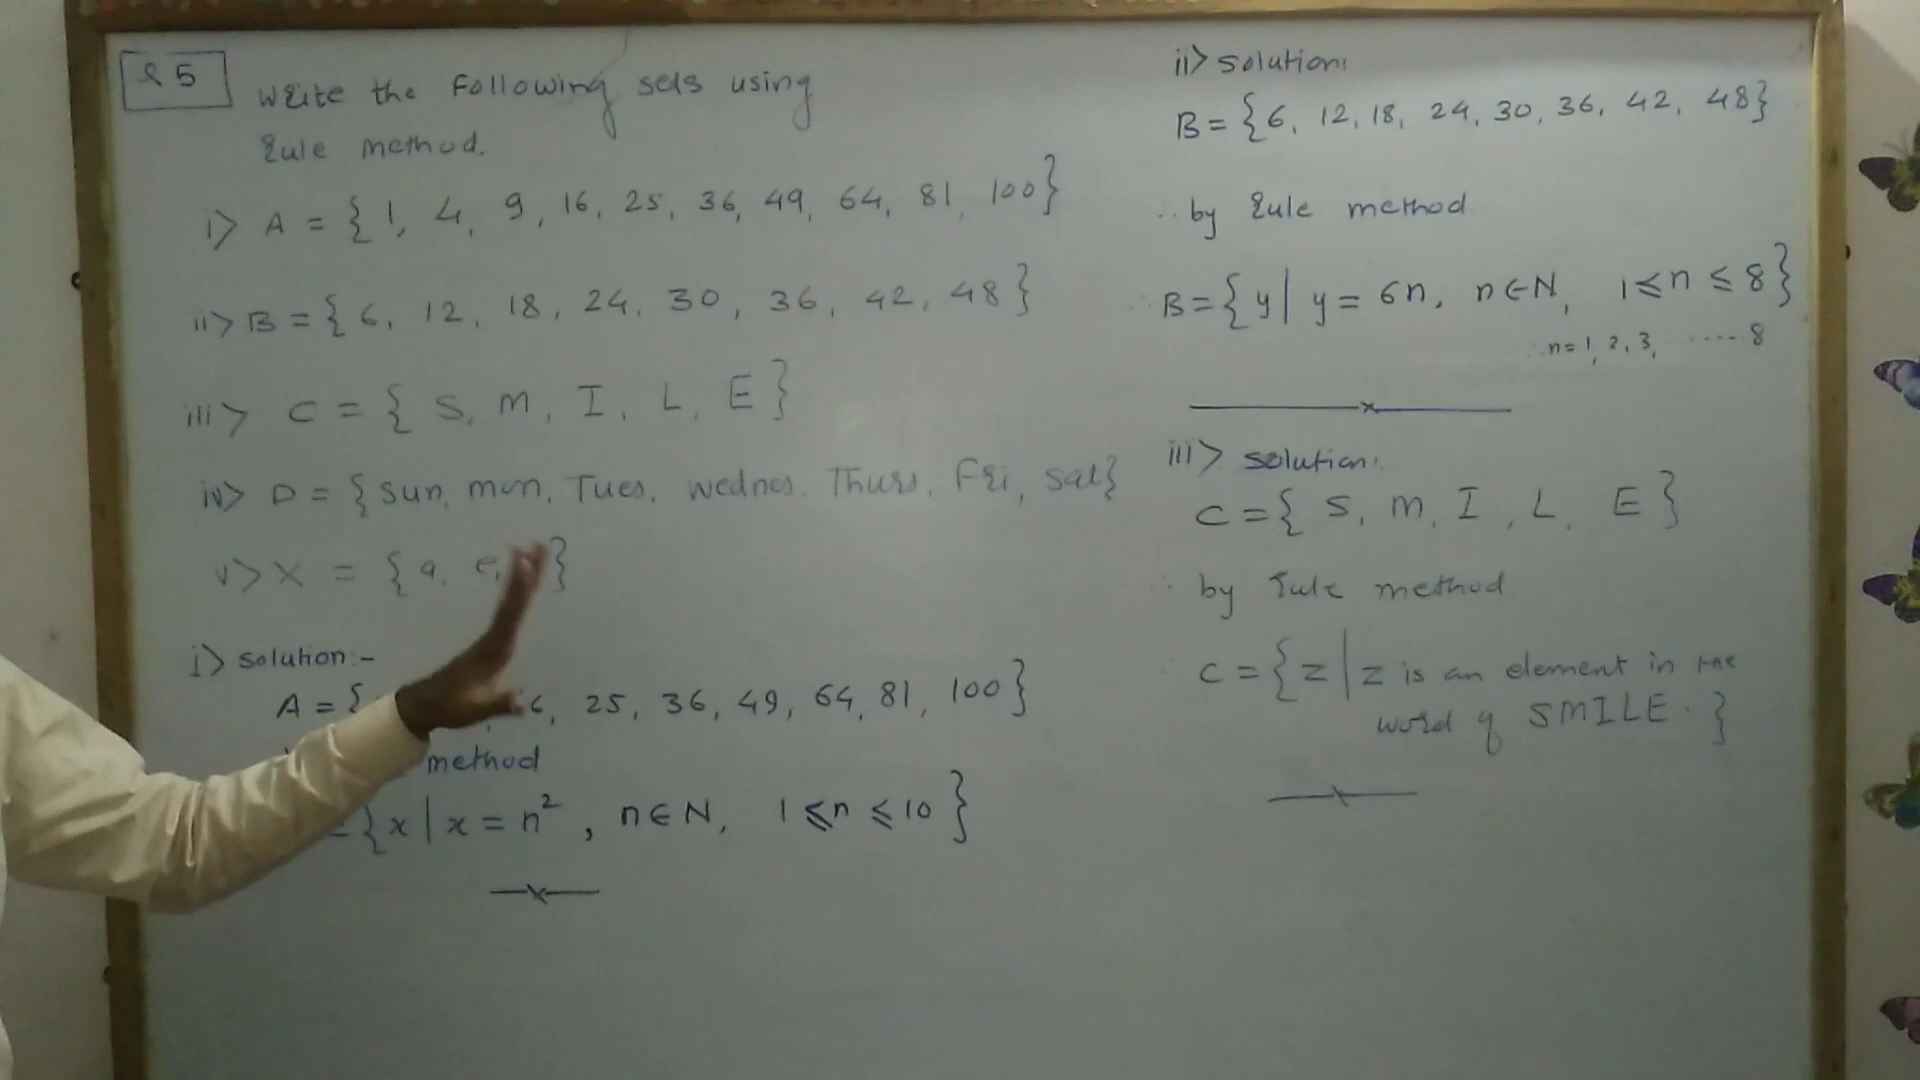 Q 5
Write the following sets using
Rule method.
i> A = { 1, 4, 9, 16, 25, 36, 49, 64, 81, 100}
ii> B = { 6, 12, 18, 24, 30, 36, 42, 48}
iii> C = { S, M, I, L, E}
iv> D = {sun, mon, Tues, wednes. Thurs, Fri, sat}
v> X = { a, e, }
i> solution:-
A = { 6, 25, 36, 49, 64, 81, 100}
method
= {x | x = n², n∈N, 1≤n≤10}
ii> solution:
B = {6, 12, 18, 24, 30, 36, 42, 48}
∴ by Rule method
∴ B = {y | y = 6n, n∈N, 1≤n≤8}
∴ n = 1, 2, 3, ..... 8
iii> solution:
C = { S, M, I, L, E}
∴ by rule method
∴ C = {z | z is an element in the
word of SMILE.}